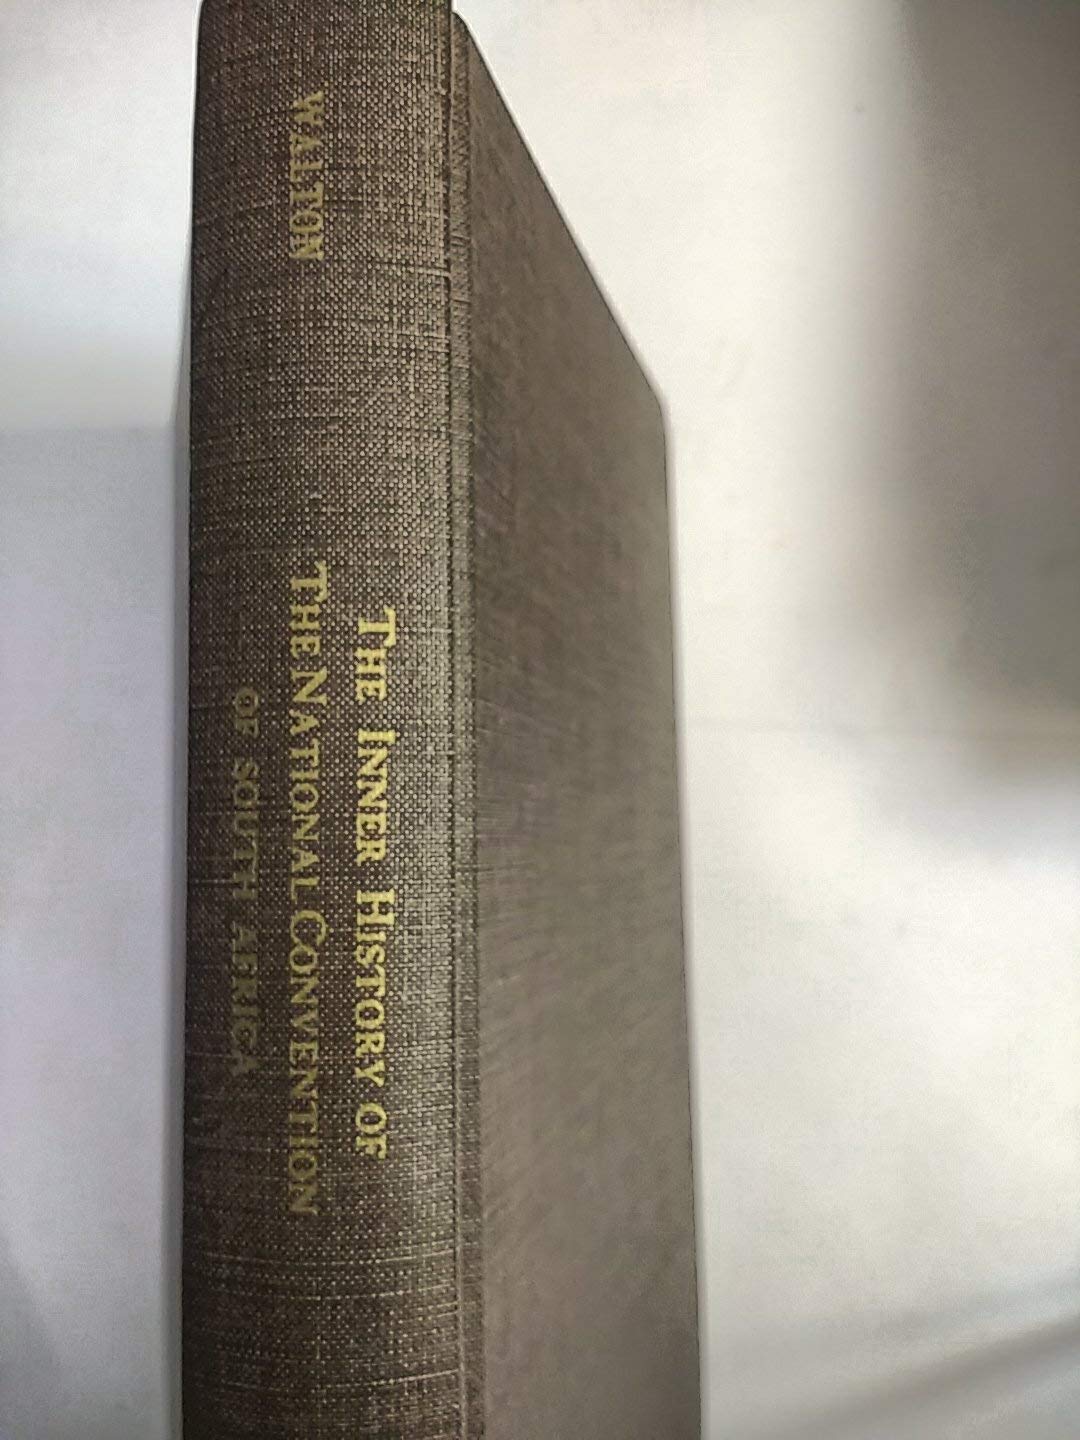 WALTON
THE INNER HISTORY OF
THE NATIONAL CONVENTION
OF SOUTH AFRICA